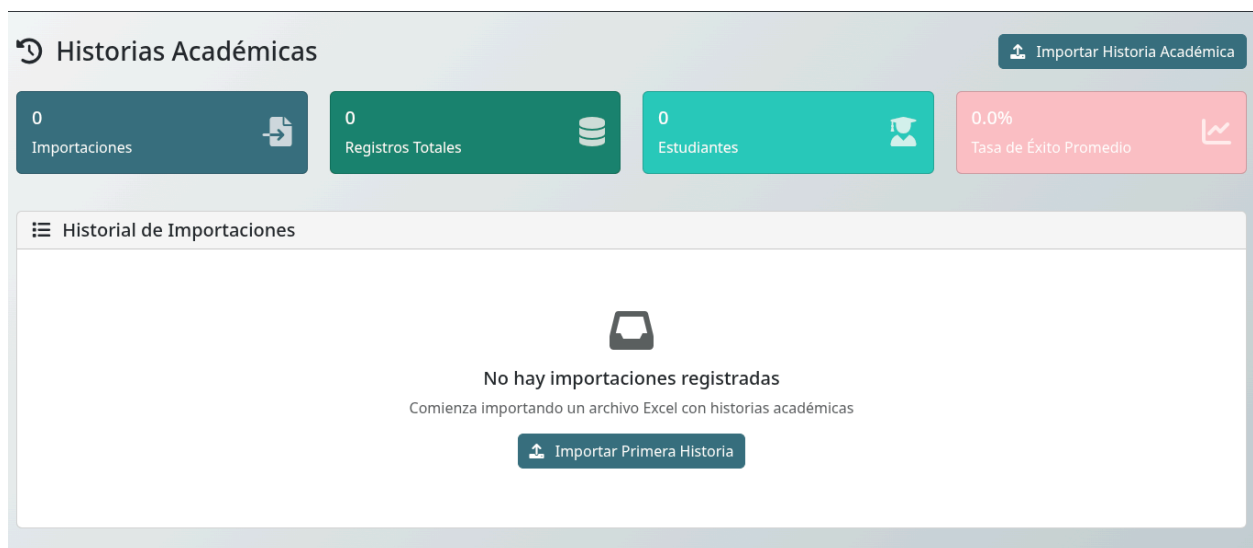 Historias Académicas
Importar Historia Académica
0
Importaciones
0
Registros Totales
0
Estudiantes
0.0%
Tasa de Éxito Promedio
Historial de Importaciones
No hay importaciones registradas
Comienza importando un archivo Excel con historias académicas
Importar Primera Historia